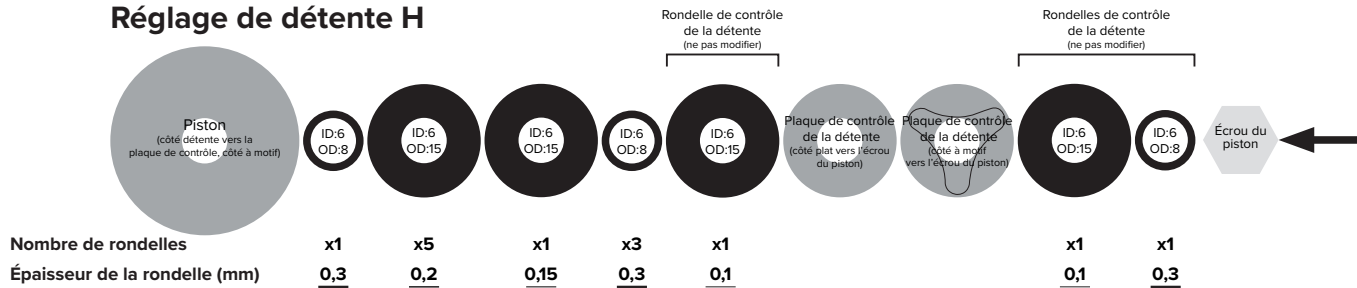 Réglage de détente H
Rondelle de contrôle
de la détente
(ne pas modifier)
Rondelles de contrôle
de la détente
(ne pas modifier)
Piston
(côté détente vers la
plaque de contrôle, côté à motif)
ID:6
OD:8
ID:6
OD:15
ID:6
OD:15
ID:6
OD:8
ID:6
OD:15
Plaque de contrôle
de la détente
(côté plat vers l'écrou
du piston)
Plaque de contrôle
de la détente
(côté à motif
vers l'écrou du piston)
ID:6
OD:15
ID:6
OD:8
Écrou du
piston
Nombre de rondelles x1 x5 x1 x3 x1 x1 x1
Épaisseur de la rondelle (mm) 0,3 0,2 0,15 0,3 0,1 0,1 0,3